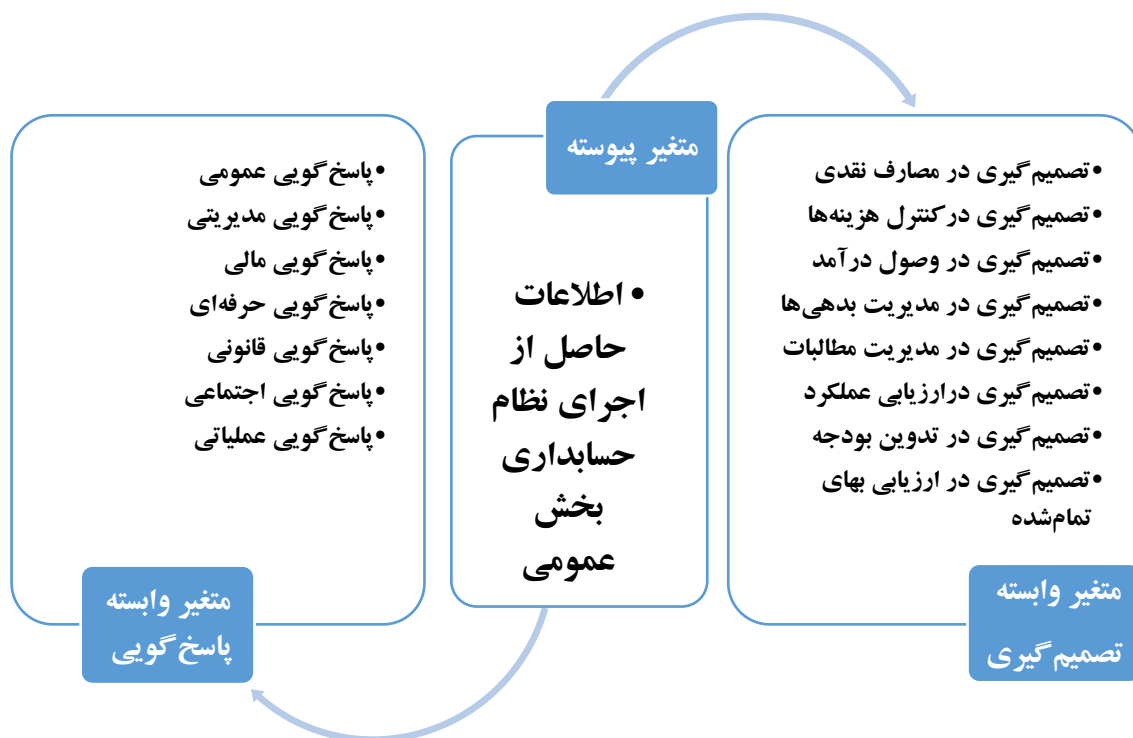 متغیر پیوسته
•اطلاعات
حاصل از
اجرای نظام
حسابداری
بخش
عمومی
•تصمیم‌گیری در مصارف نقدی
•تصمیم‌گیری درکنترل هزینه‌ها
•تصمیم‌گیری در وصول درآمد
•تصمیم‌گیری در مدیریت بدهی‌ها
•تصمیم‌گیری در مدیریت مطالبات
•تصمیم‌گیری درارزیابی عملکرد
•تصمیم‌گیری در تدوین بودجه
•تصمیم‌گیری در ارزیابی بهای
تمام‌شده
متغیر وابسته
تصمیم‌گیری
•پاسخ‌گویی عمومی
•پاسخ‌گویی مدیریتی
•پاسخ‌گویی مالی
•پاسخ‌گویی حرفه‌ای
•پاسخ‌گویی قانونی
•پاسخ‌گویی اجتماعی
•پاسخ‌گویی عملیاتی
متغیر وابسته
پاسخ‌گویی